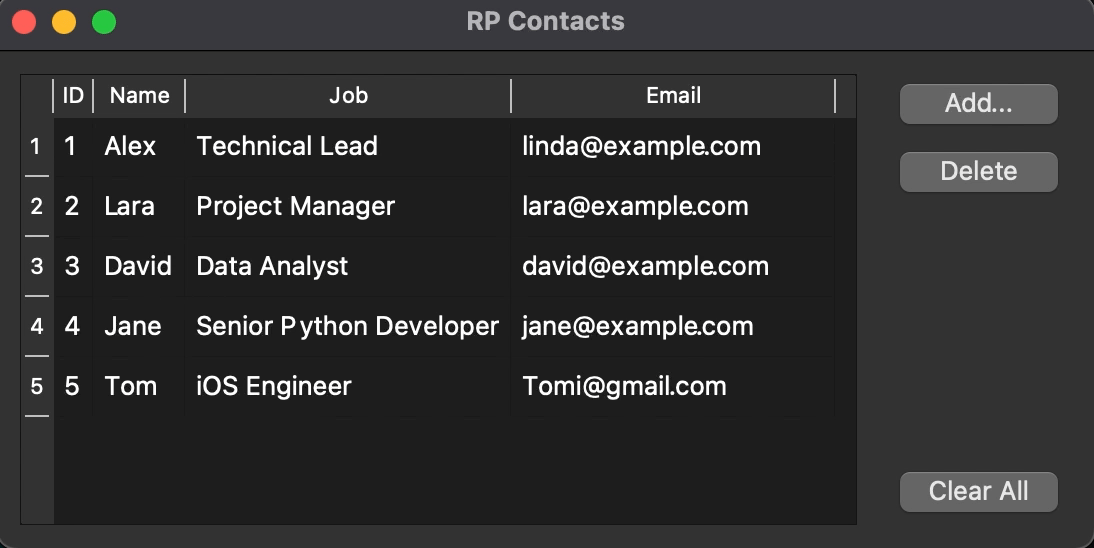 RP Contacts
ID Name Job Email
1 1 Alex Technical Lead linda@example.com
2 2 Lara Project Manager lara@example.com
3 3 David Data Analyst david@example.com
4 4 Jane Senior Python Developer jane@example.com
5 5 Tom iOS Engineer Tomi@gmail.com
Add...
Delete
Clear All